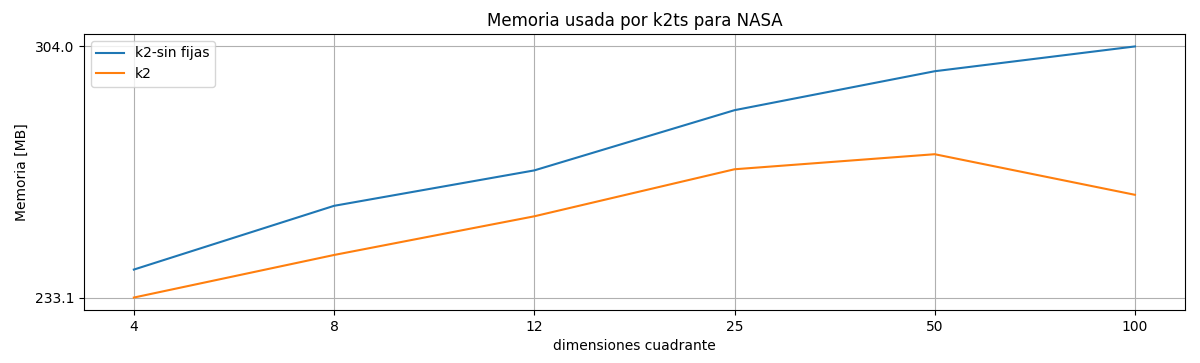 Memoria usada por k2ts para NASA
304.0
k2-sin fijas
k2
Memoria [MB]
233.1
4 8 12 25 50 100
dimensiones cuadrante